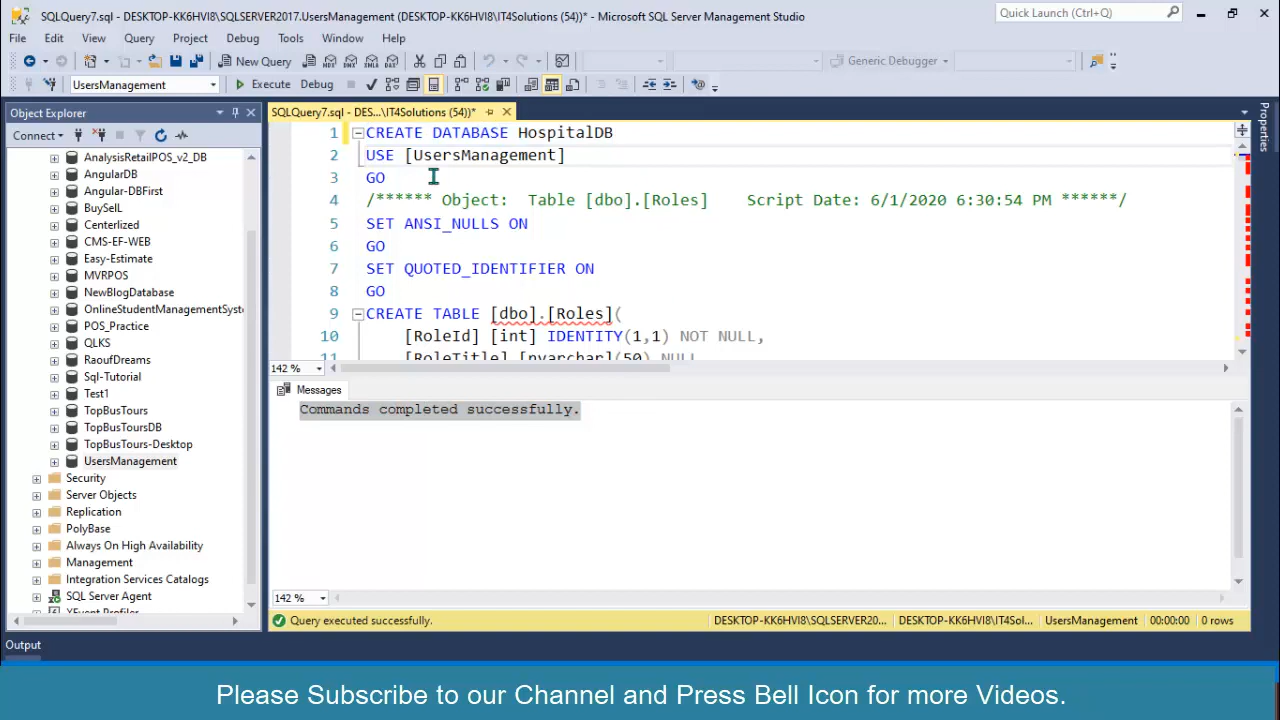 SQLQuery7.sql - DESKTOP-KK6HVI8\SQLSERVER2017.UsersManagement (DESKTOP-KK6HVI8\IT4Solutions (54))* - Microsoft SQL Server Management Studio
Quick Launch (Ctrl+Q)
File Edit View Query Project Debug Tools Window Help
New Query
Generic Debugger
UsersManagement
Execute Debug
Object Explorer
Connect
AnalysisRetailPOS_v2_DB
AngularDB
Angular-DBFirst
BuySelL
Centerlized
CMS-EF-WEB
Easy-Estimate
MVRPOS
NewBlogDatabase
OnlineStudentManagementSyste
POS_Practice
QLKS
RaoufDreams
Sql-Tutorial
Test1
TopBusTours
TopBusToursDB
TopBusTours-Desktop
UsersManagement
Security
Server Objects
Replication
PolyBase
Always On High Availability
Management
Integration Services Catalogs
SQL Server Agent
XEvent Profiler
SQLQuery7.sql - DES...\IT4Solutions (54))*
1 CREATE DATABASE HospitalDB
2 USE [UsersManagement]
3 GO
4 /****** Object: Table [dbo].[Roles] Script Date: 6/1/2020 6:30:54 PM ******/
5 SET ANSI_NULLS ON
6 GO
7 SET QUOTED_IDENTIFIER ON
8 GO
9 CREATE TABLE [dbo].[Roles](
10 [RoleId] [int] IDENTITY(1,1) NOT NULL,
11 [RoleTitle] [nvarchar](50) NULL
142 %
Messages
Commands completed successfully.
142 %
Query executed successfully.
DESKTOP-KK6HVI8\SQLSERVER20... DESKTOP-KK6HVI8\IT4Sol... UsersManagement 00:00:00 0 rows
Properties
Output
Please Subscribe to our Channel and Press Bell Icon for more Videos.